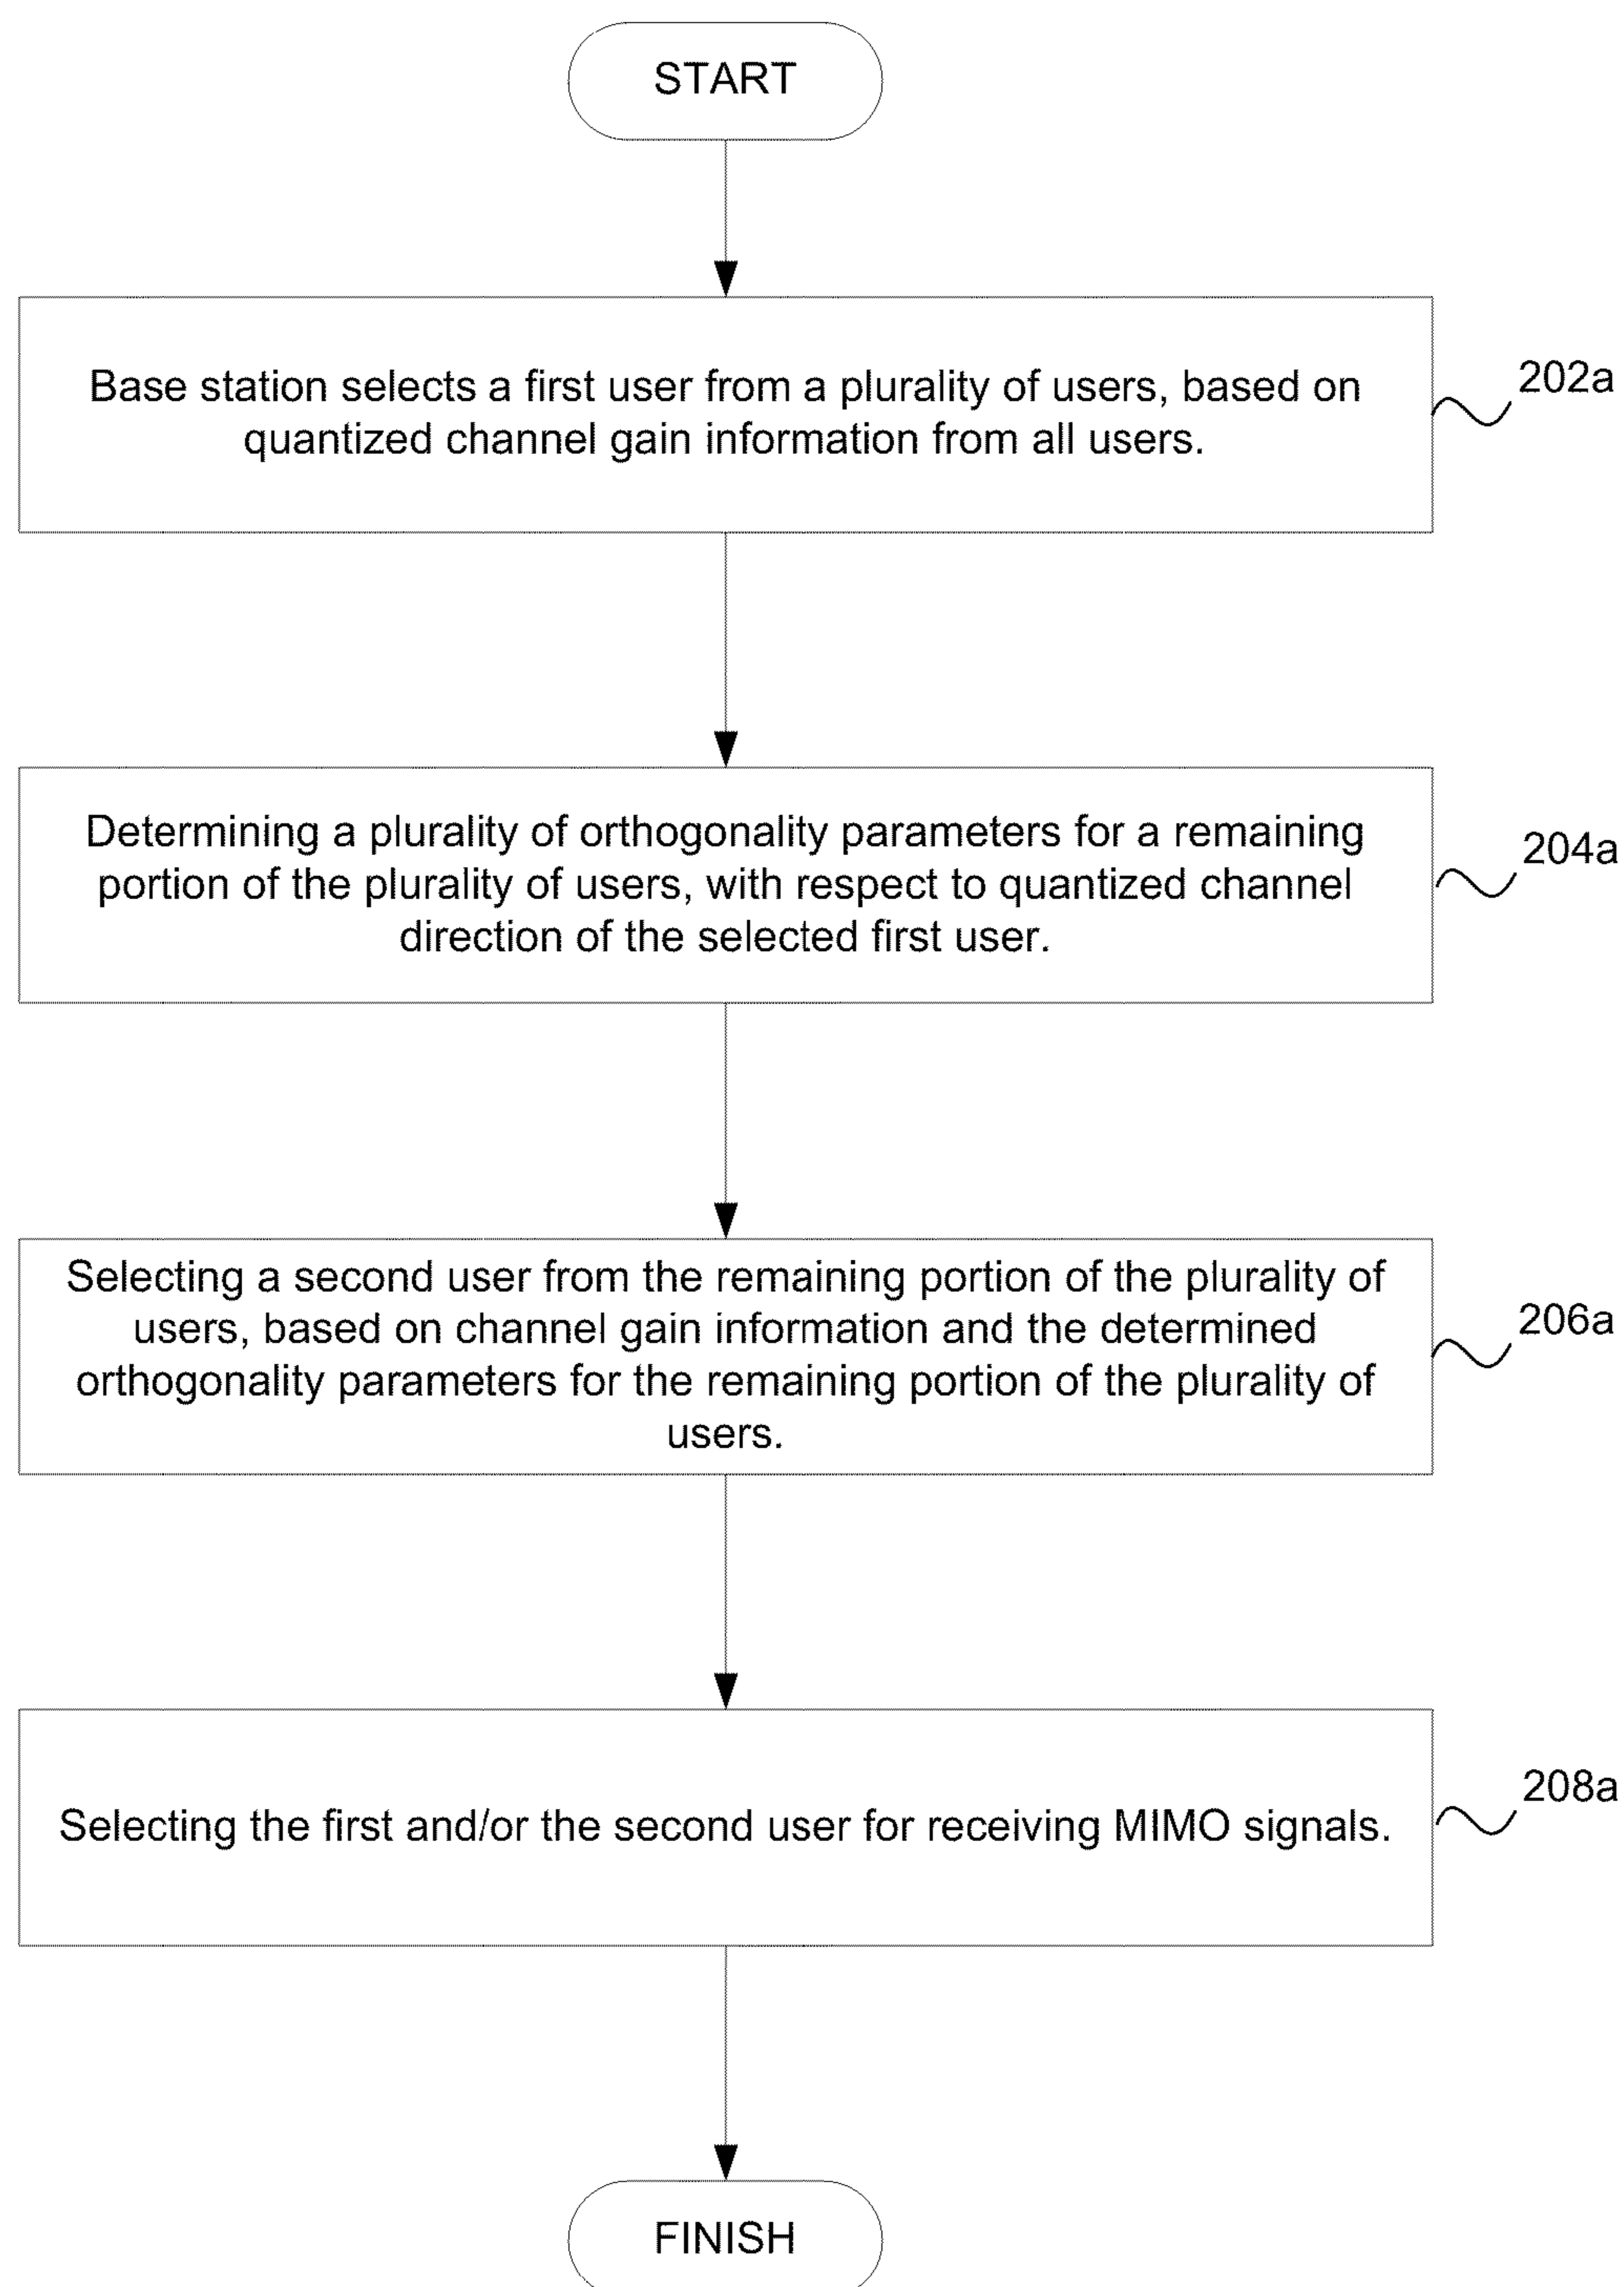 START
Base station selects a first user from a plurality of users, based on
quantized channel gain information from all users.
202a
Determining a plurality of orthogonality parameters for a remaining
portion of the plurality of users, with respect to quantized channel
direction of the selected first user.
204a
Selecting a second user from the remaining portion of the plurality of
users, based on channel gain information and the determined
orthogonality parameters for the remaining portion of the plurality of
users.
206a
Selecting the first and/or the second user for receiving MIMO signals.
208a
FINISH